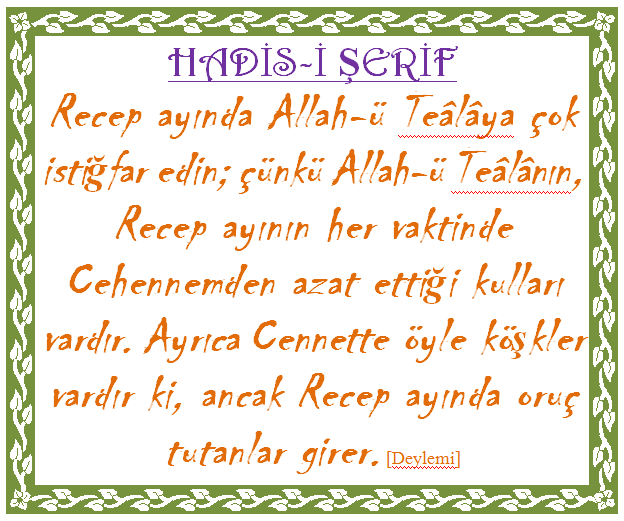 HADİS-İ ŞERİF
Recep ayında Allah-ü Teâlâya çok
istiğfar edin; çünkü Allah-ü Teâlânın,
Recep ayının her vaktinde
Cehennemden azat ettiği kulları
vardır. Ayrıca Cennette öyle köşkler
vardır ki, ancak Recep ayında oruç
tutanlar girer. [Deylemi]